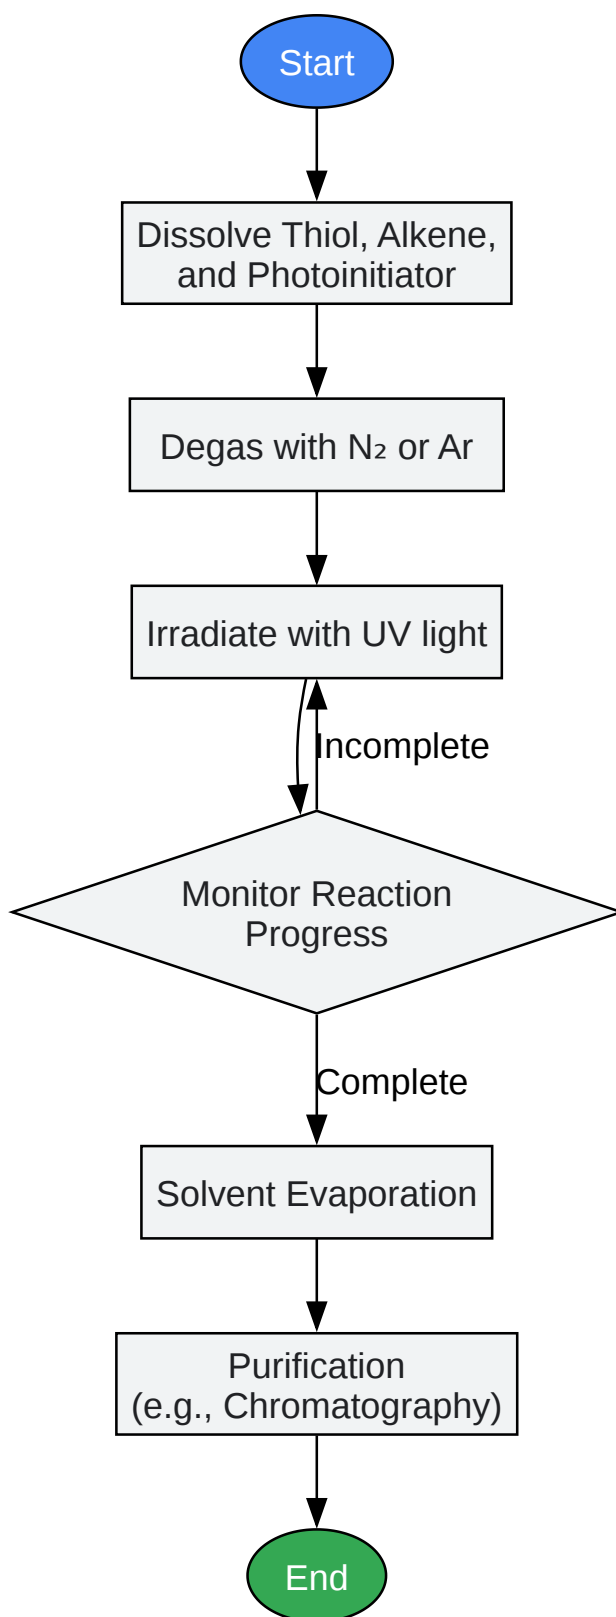 Start
Dissolve Thiol, Alkene,
and Photoinitiator
Degas with N₂ or Ar
Irradiate with UV light
Incomplete
Monitor Reaction
Progress
Complete
Solvent Evaporation
Purification
(e.g., Chromatography)
End